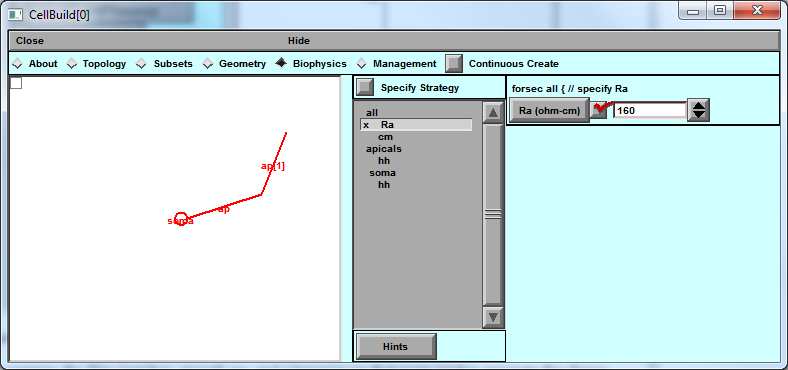 CellBuild[0]
Close Hide
About Topology Subsets Geometry Biophysics Management Continuous Create
ap[1]
ap
soma
Specify Strategy
all
x Ra
cm
apicals
hh
soma
hh
Hints
forsec all { // specify Ra
Ra (ohm-cm) 160